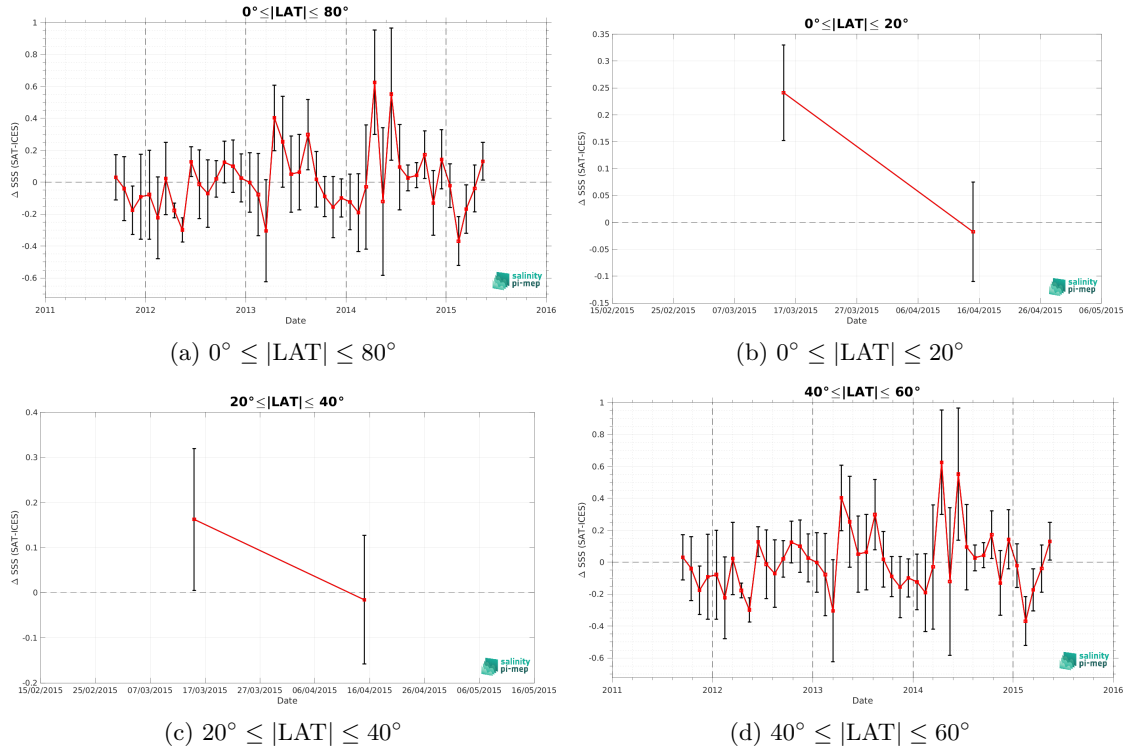 0°≤|LAT|≤ 80°
1
0.8
0.6
0.4
0.2
0
-0.2
-0.4
-0.6
Δ SSS (SAT-ICES)
2011 2012 2013 2014 2015 2016
Date
salinity
pi-mep
(a) 0° ≤ |LAT| ≤ 80°
0°≤|LAT|≤ 20°
0.35
0.3
0.25
0.2
0.15
0.1
0.05
0
-0.05
-0.1
-0.15
Δ SSS (SAT-ICES)
15/02/2015 25/02/2015 07/03/2015 17/03/2015 27/03/2015 06/04/2015 16/04/2015 26/04/2015 06/05/2015
Date
salinity
pi-mep
(b) 0° ≤ |LAT| ≤ 20°
20°≤|LAT|≤ 40°
0.4
0.3
0.2
0.1
0
-0.1
-0.2
Δ SSS (SAT-ICES)
15/02/2015 25/02/2015 07/03/2015 17/03/2015 27/03/2015 06/04/2015 16/04/2015 26/04/2015 06/05/2015 16/05/2015
Date
salinity
pi-mep
(c) 20° ≤ |LAT| ≤ 40°
40°≤|LAT|≤ 60°
1
0.8
0.6
0.4
0.2
0
-0.2
-0.4
-0.6
Δ SSS (SAT-ICES)
2011 2012 2013 2014 2015 2016
Date
salinity
pi-mep
(d) 40° ≤ |LAT| ≤ 60°